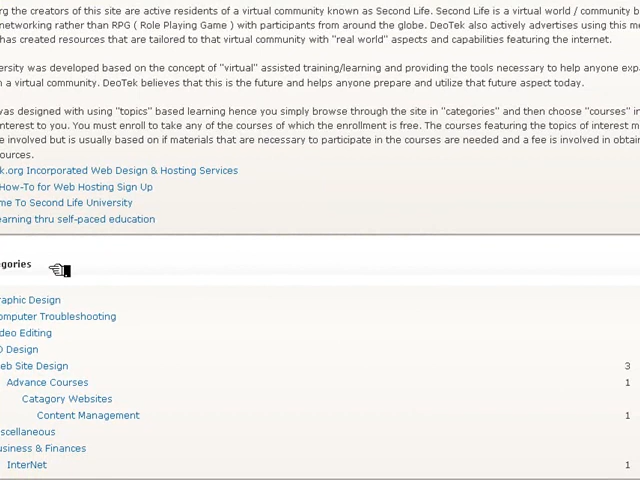 rg the creators of this site are active residents of a virtual community known as Second Life. Second Life is a virtual world / community b
networking rather than RPG ( Role Playing Game ) with participants from around the globe. DeoTek also actively advertises using this me
has created resources that are tailored to that virtual community with "real world" aspects and capabilities featuring the internet.
ersity was developed based on the concept of "virtual" assisted training/learning and providing the tools necessary to help anyone expa
n a virtual community. DeoTek believes that this is the future and helps anyone prepare and utilize that future aspect today.
was designed with using "topics" based learning hence you simply browse through the site in "categories" and then choose "courses" in
nterest to you. You must enroll to take any of the courses of which the enrollment is free. The courses featuring the topics of interest m
e involved but is usually based on if materials that are necessary to participate in the courses are needed and a fee is involved in obtai
ources.
k.org Incorporated Web Design & Hosting Services
How-To for Web Hosting Sign Up
me To Second Life University
earning thru self-paced education
gories
raphic Design
omputer Troubleshooting
deo Editing
D Design
eb Site Design 3
Advance Courses 1
Catagory Websites
Content Management 1
scellaneous
usiness & Finances
InterNet 1